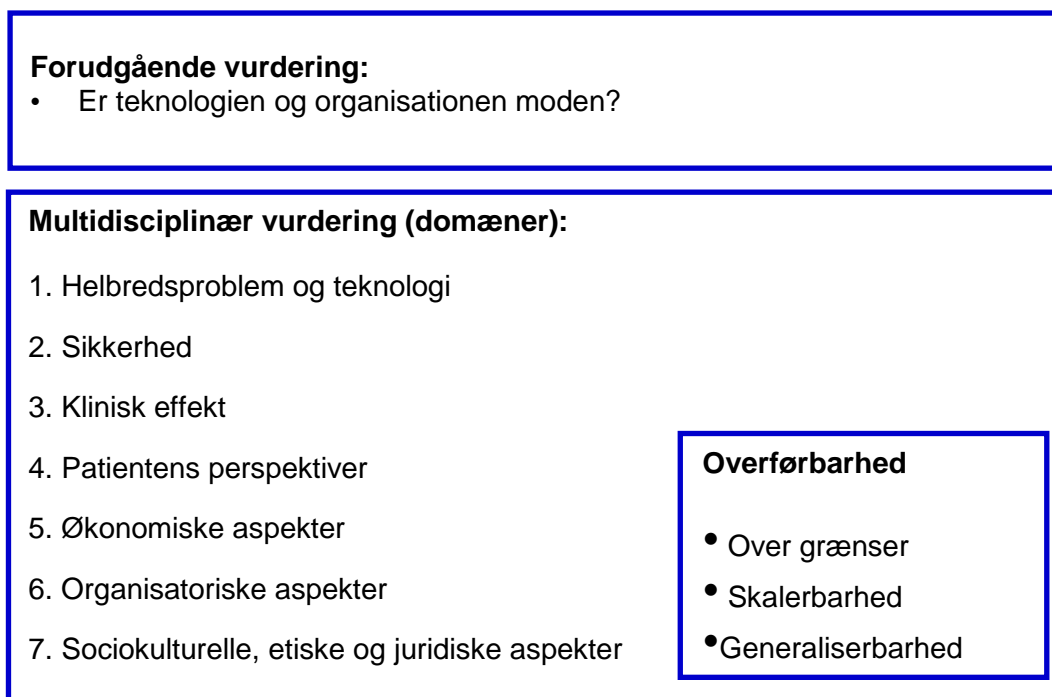 Forudgående vurdering:
• Er teknologien og organisationen moden?
Multidisciplinær vurdering (domæner):
1. Helbredsproblem og teknologi
2. Sikkerhed
3. Klinisk effekt
4. Patientens perspektiver
5. Økonomiske aspekter
6. Organisatoriske aspekter
7. Sociokulturelle, etiske og juridiske aspekter
Overførbarhed
• Over grænser
• Skalerbarhed
•Generaliserbarhed